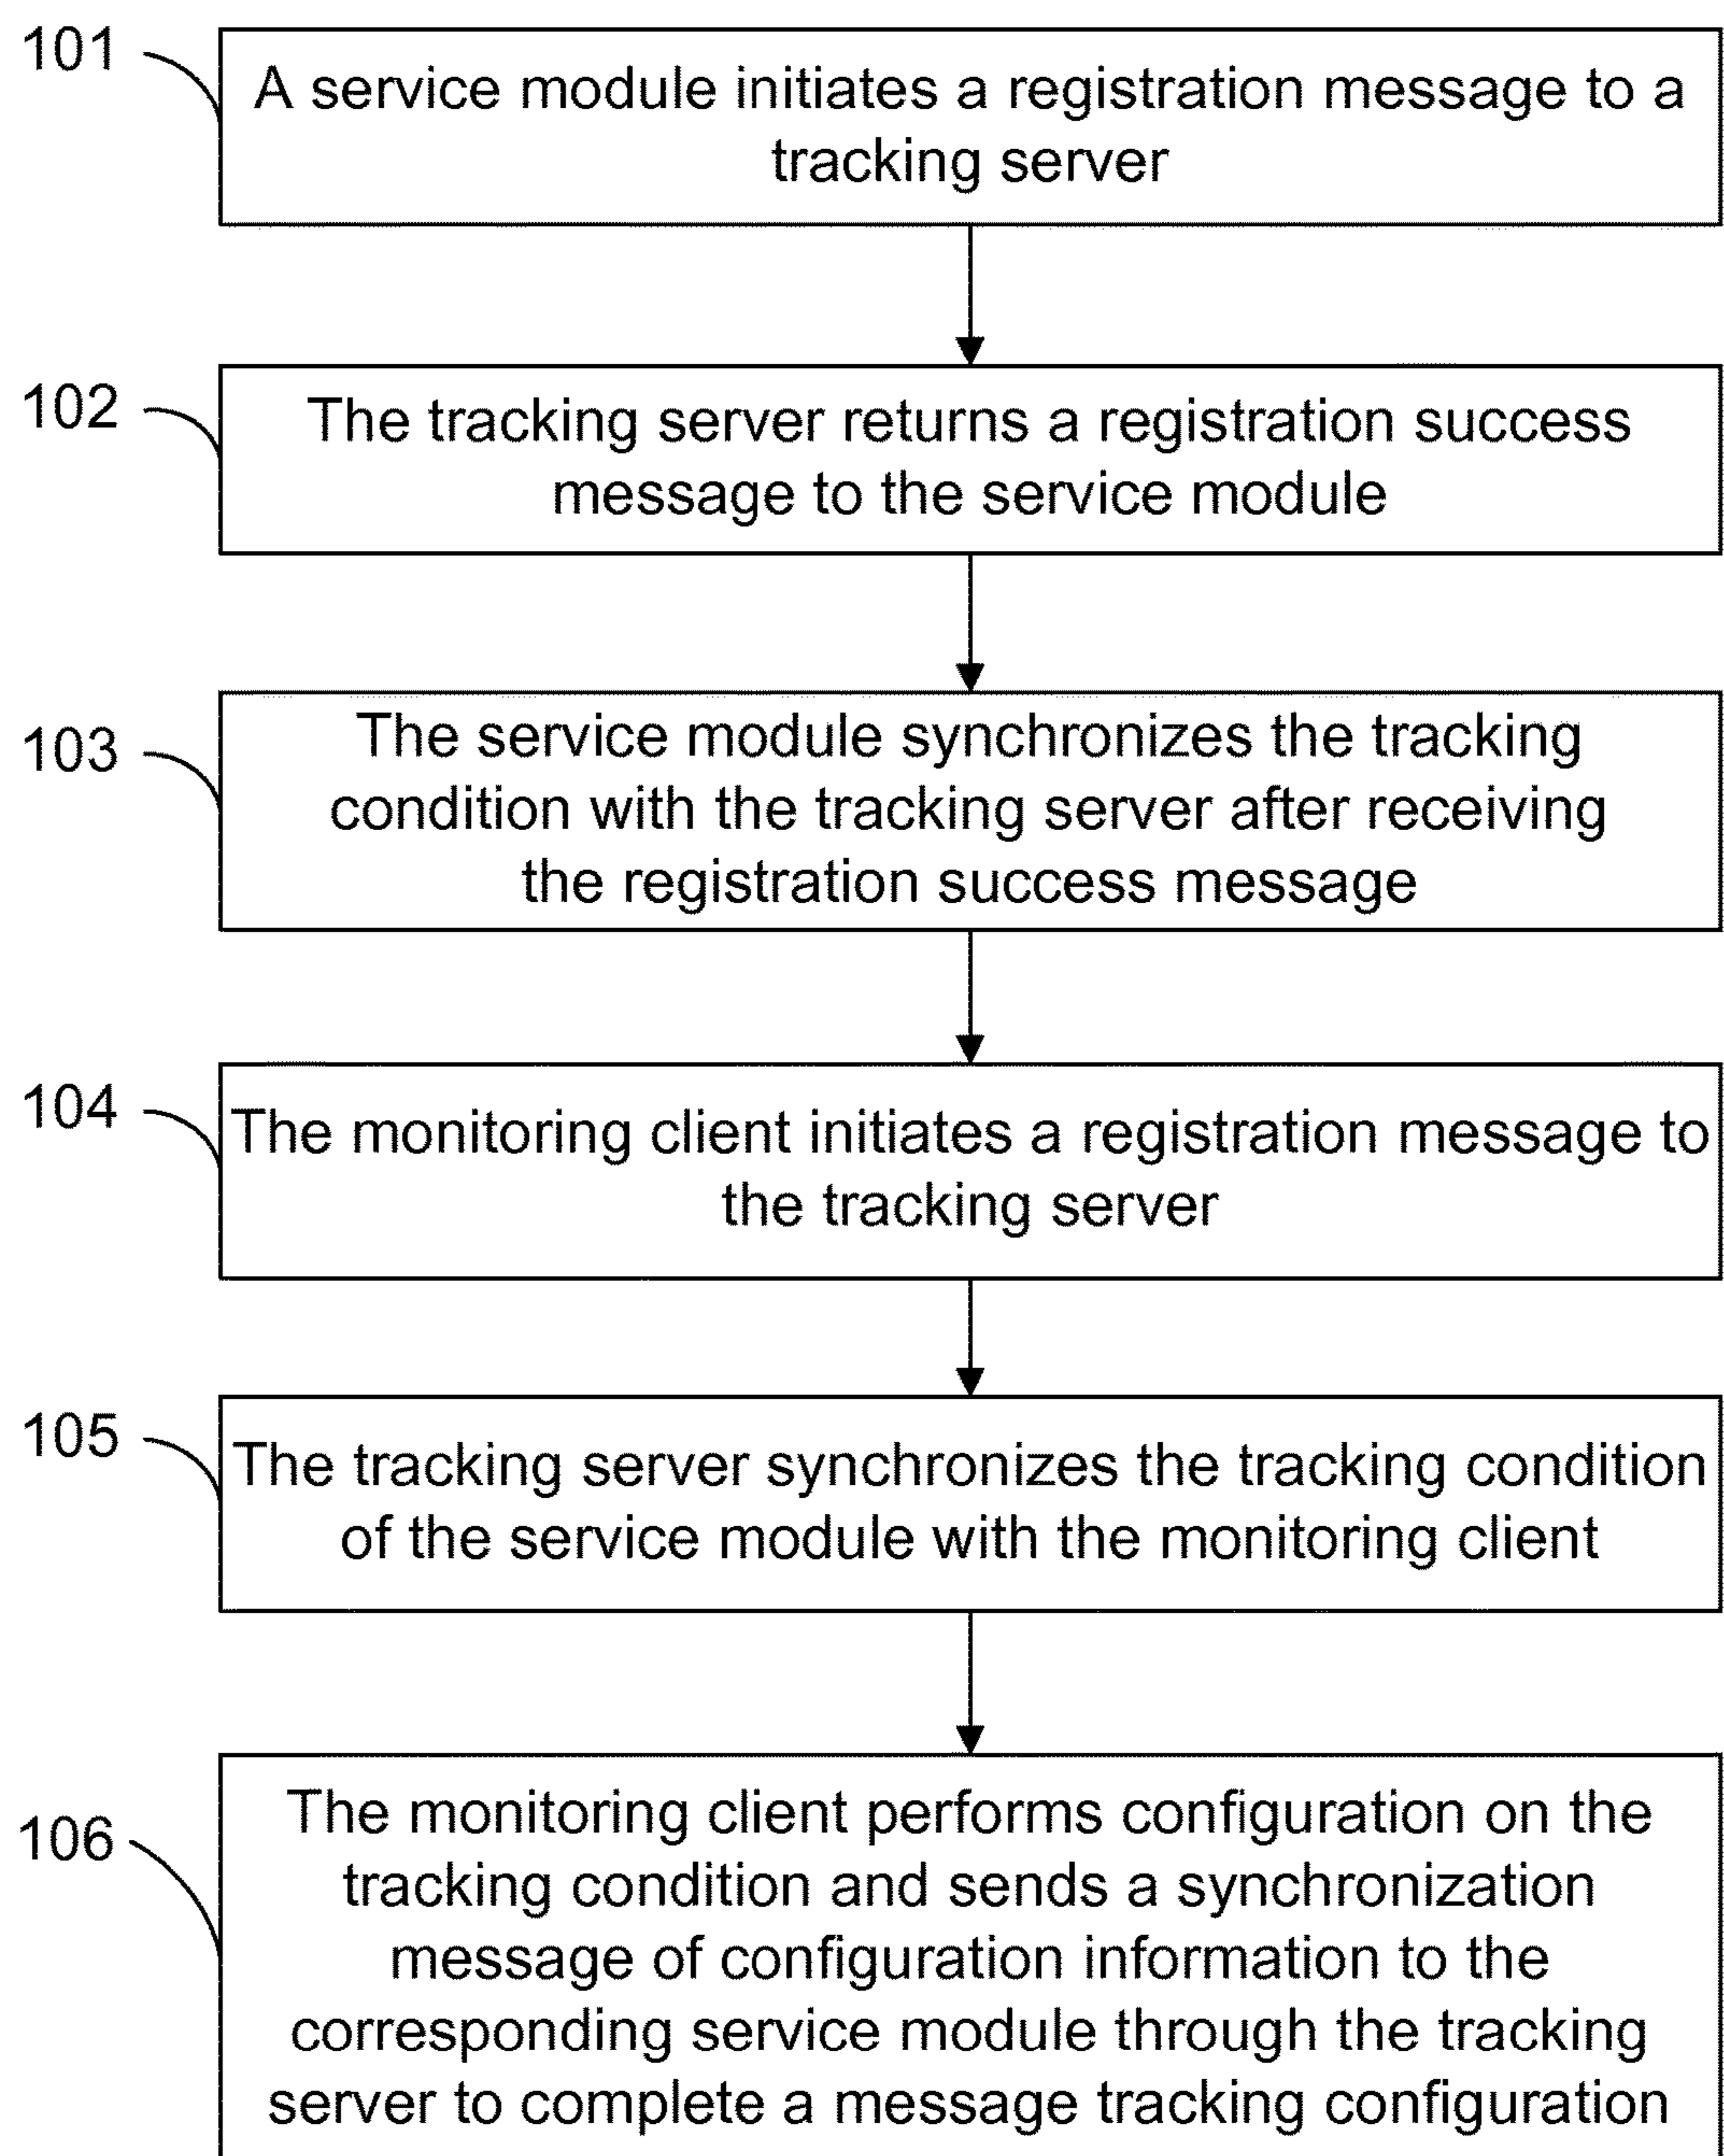 101
A service module initiates a registration message to a
tracking server
102
The tracking server returns a registration success
message to the service module
103
The service module synchronizes the tracking
condition with the tracking server after receiving
the registration success message
104
The monitoring client initiates a registration message to
the tracking server
105
The tracking server synchronizes the tracking condition
of the service module with the monitoring client
106
The monitoring client performs configuration on the
tracking condition and sends a synchronization
message of configuration information to the
corresponding service module through the tracking
server to complete a message tracking configuration